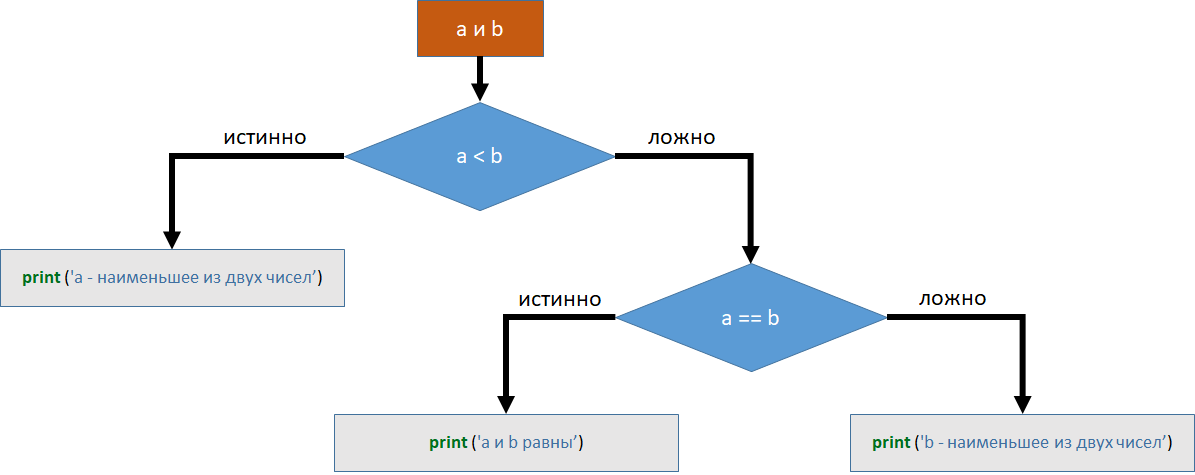 а и b
a < b
истинно
ложно
print ('a - наименьшее из двух чисел’)
a == b
истинно
ложно
print ('a и b равны’)
print ('b - наименьшее из двух чисел’)